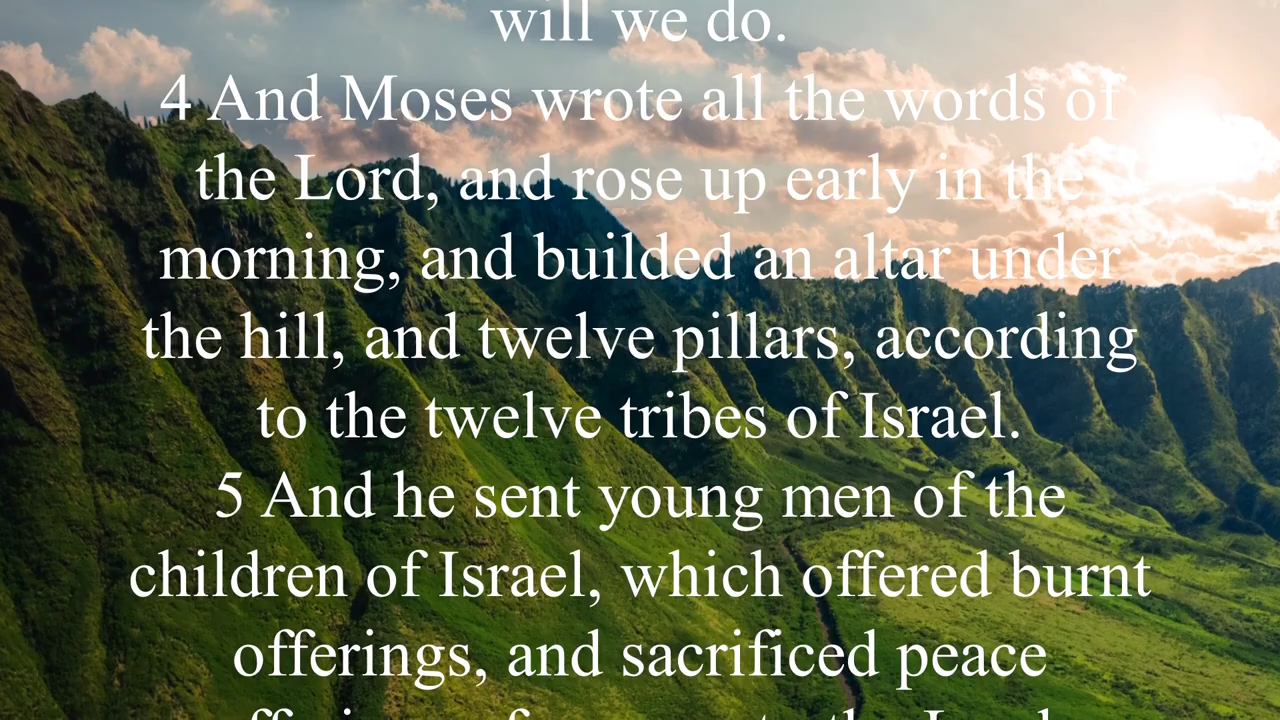 will we do.
4 And Moses wrote all the words of
the Lord, and rose up early in the
morning, and builded an altar under
the hill, and twelve pillars, according
to the twelve tribes of Israel.
5 And he sent young men of the
children of Israel, which offered burnt
offerings, and sacrificed peace